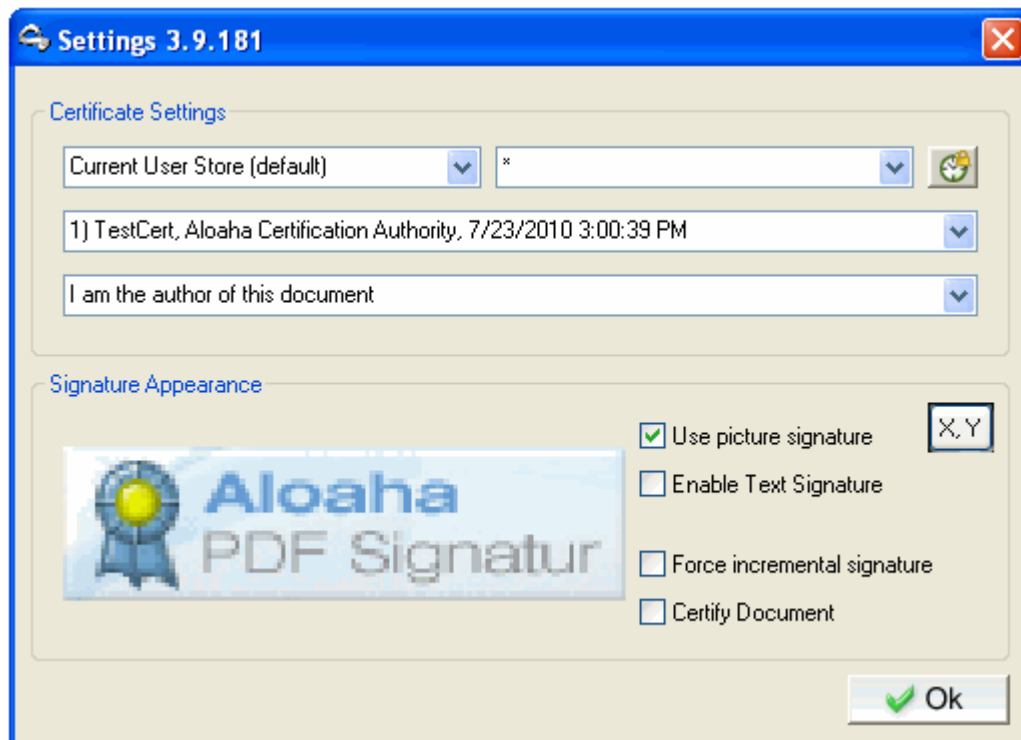 Settings 3.9.181
Certificate Settings
Current User Store (default)
*
1) TestCert, Aloaha Certification Authority, 7/23/2010 3:00:39 PM
I am the author of this document
Signature Appearance
X, Y
Use picture signature
Aloaha
Enable Text Signature
PDF Signatur
Force incremental signature
Certify Document
Ok